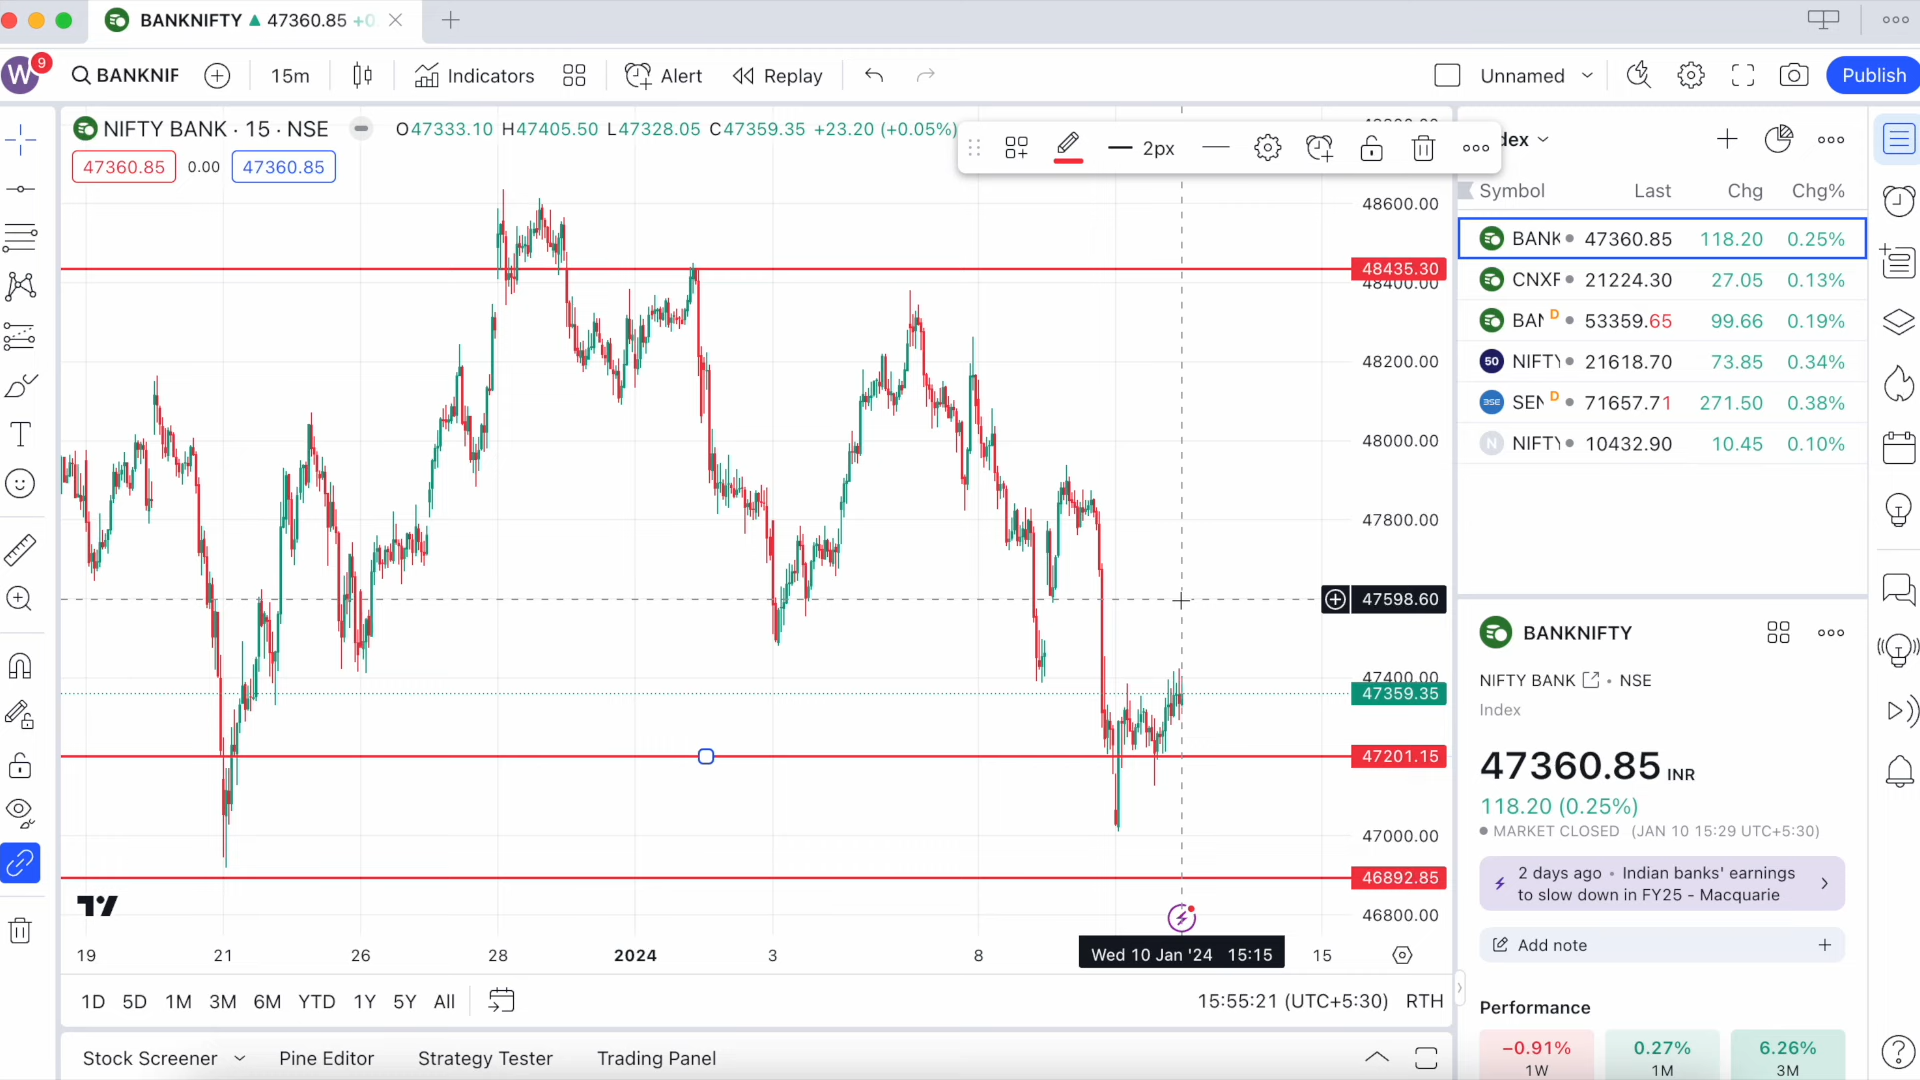 BANKNIFTY ▲ 47360.85 +0
W 9 BANKNIF 15m Indicators Alert Replay Unnamed Publish
NIFTY BANK · 15 · NSE O47333.10 H47405.50 L47328.05 C47359.35 +23.20 (+0.05%)
47360.85 0.00 47360.85
2px
48600.00
48435.30
48400.00
48200.00
48000.00
47800.00
47598.60
47400.00
47359.35
47201.15
47000.00
46892.85
46800.00
19 21 26 28 2024 3 8 Wed 10 Jan '24 15:15 15
1D 5D 1M 3M 6M YTD 1Y 5Y All 15:55:21 (UTC+5:30) RTH
Stock Screener Pine Editor Strategy Tester Trading Panel
dex
Symbol Last Chg Chg%
BANK 47360.85 118.20 0.25%
CNXF 21224.30 27.05 0.13%
BAN D 53359.65 99.66 0.19%
50 NIFTY 21618.70 73.85 0.34%
BSE SEN D 71657.71 271.50 0.38%
N NIFTY 10432.90 10.45 0.10%
BANKNIFTY
NIFTY BANK • NSE
Index
47360.85 INR
118.20 (0.25%)
MARKET CLOSED (JAN 10 15:29 UTC+5:30)
2 days ago • Indian banks' earnings
to slow down in FY25 - Macquarie
Add note
Performance
−0.91% 0.27% 6.26%
1W 1M 3M